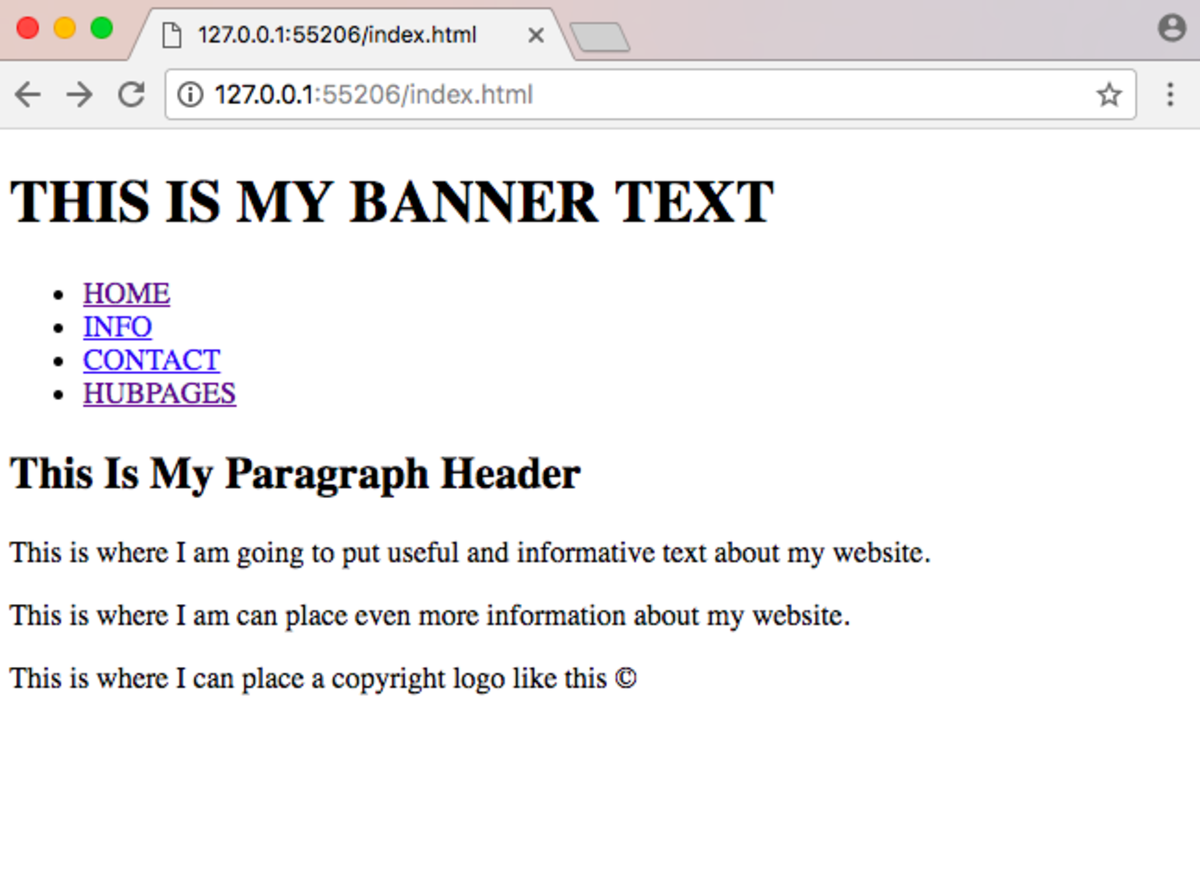 127.0.0.1:55206/index.html
127.0.0.1:55206/index.html
THIS IS MY BANNER TEXT
• HOME
• INFO
• CONTACT
• HUBPAGES
This Is My Paragraph Header
This is where I am going to put useful and informative text about my website.
This is where I am can place even more information about my website.
This is where I can place a copyright logo like this ©